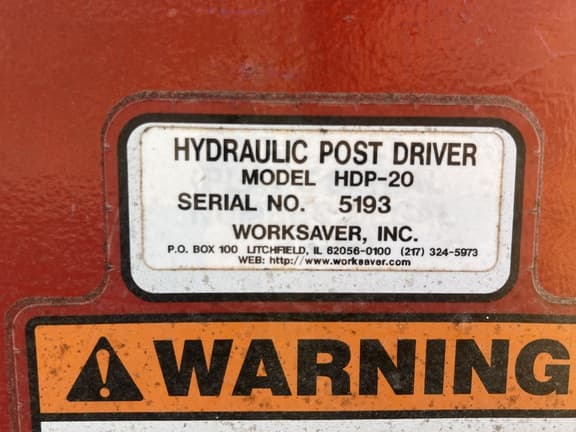 HYDRAULIC POST DRIVER
MODEL HDP-20
SERIAL NO. 5193
WORKSAVER, INC.
P.O. BOX 100 LITCHFIELD, IL 62056-0100 (217) 324-5973
WEB: http://www.worksaver.com
WARNING